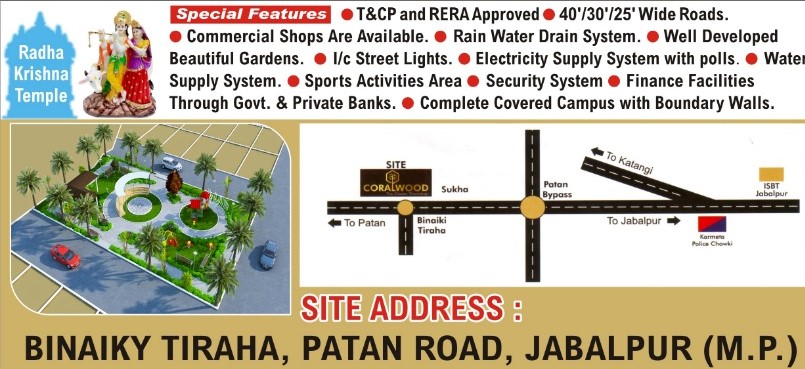 Radha
Krishna
Temple
Special Features ● T&CP and RERA Approved ● 40'/30'/25' Wide Roads.
● Commercial Shops Are Available. ● Rain Water Drain System. ● Well Developed
Beautiful Gardens. ● I/c Street Lights. ● Electricity Supply System with polls. ● Water
Supply System. ● Sports Activities Area ● Security System ● Finance Facilities
Through Govt. & Private Banks. ● Complete Covered Campus with Boundary Walls.
SITE
CORALWOOD
Sukha
Patan
Bypass
To Katangi
ISBT
Jabalpur
To Patan
Binaiki
Tiraha
To Jabalpur
Karmeta
Police Chowki
SITE ADDRESS :
BINAIKY TIRAHA, PATAN ROAD, JABALPUR (M.P.)